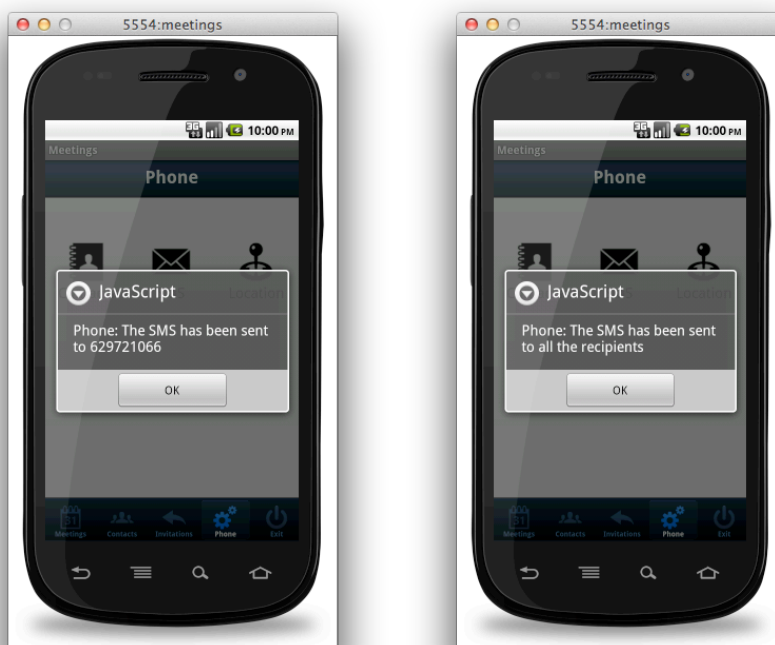 5554:meetings
10:00 PM
Meetings
Phone
Location
JavaScript
Phone: The SMS has been sent
to 629721066
OK
31
Meetings Contacts Invitations Phone Exit
5554:meetings
10:00 PM
Meetings
Phone
Location
JavaScript
Phone: The SMS has been sent
to all the recipients
OK
31
Meetings Contacts Invitations Phone Exit